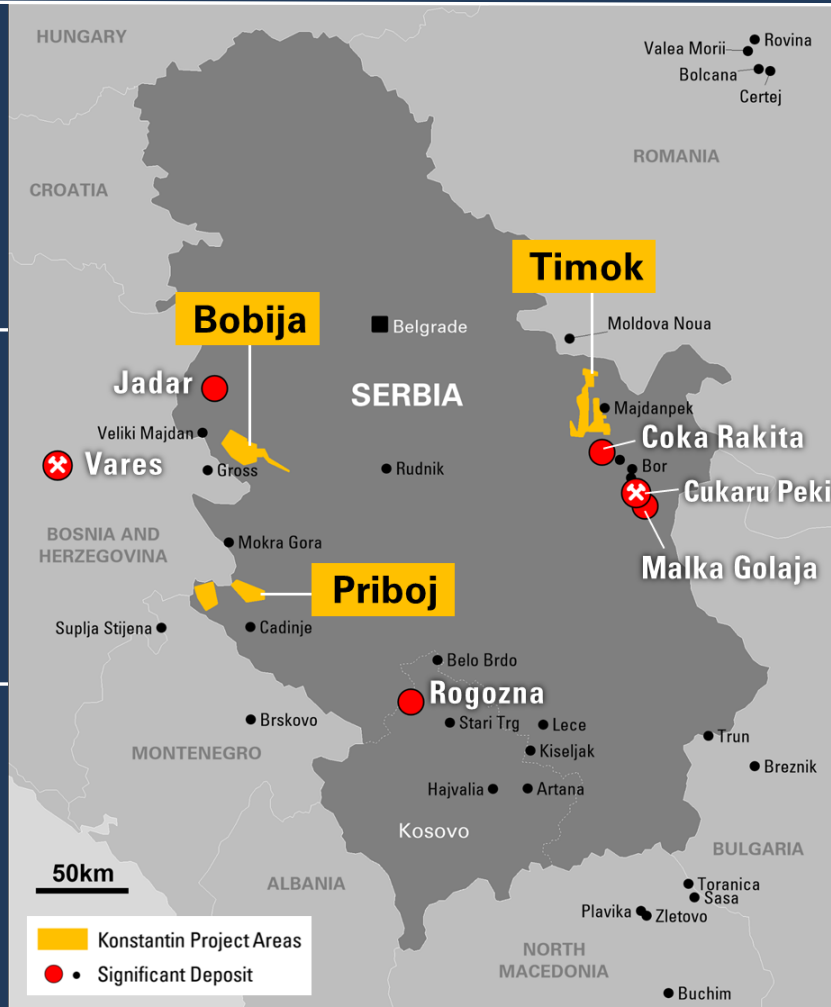 HUNGARY
Valea Morii
Rovina
Bolcana
Certej
ROMANIA
CROATIA
Timok
Bobija
Belgrade
Moldova Noua
Jadar
SERBIA
Majdanpek
Veliki Majdan
Coka Rakita
Vares
Gross
Rudnik
Bor
Cukaru Peki
BOSNIA AND
HERZEGOVINA
Mokra Gora
Malka Golaja
Priboj
Suplja Stijena
Cadinje
Belo Brdo
Rogozna
Brskovo
Stari Trg
Lece
Trun
MONTENEGRO
Kiseljak
Breznik
Hajvalia
Artana
Kosovo
BULGARIA
50km
ALBANIA
Toranica
Sasa
Plavika
Zletovo
Konstantin Project Areas
NORTH
MACEDONIA
Significant Deposit
Buchim